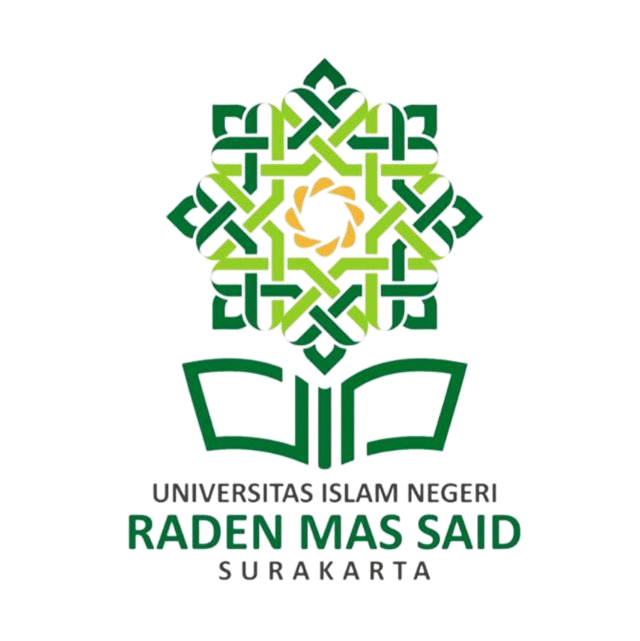 UNIVERSITAS ISLAM NEGERI
RADEN MAS SAID
SURAKARTA